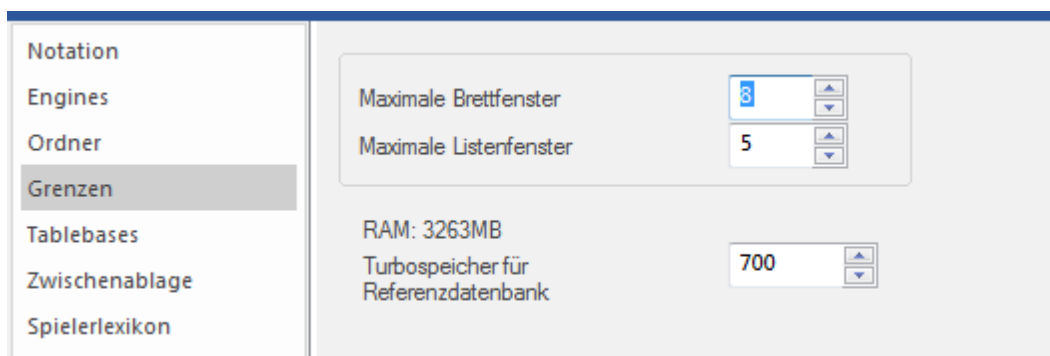 Notation
Engines
Ordner
Grenzen
Tablebases
Zwischenablage
Spielerlexikon
Maximale Brettfenster 8
Maximale Listenfenster 5
RAM: 3263MB
Turbospeicher für 700
Referenzdatenbank